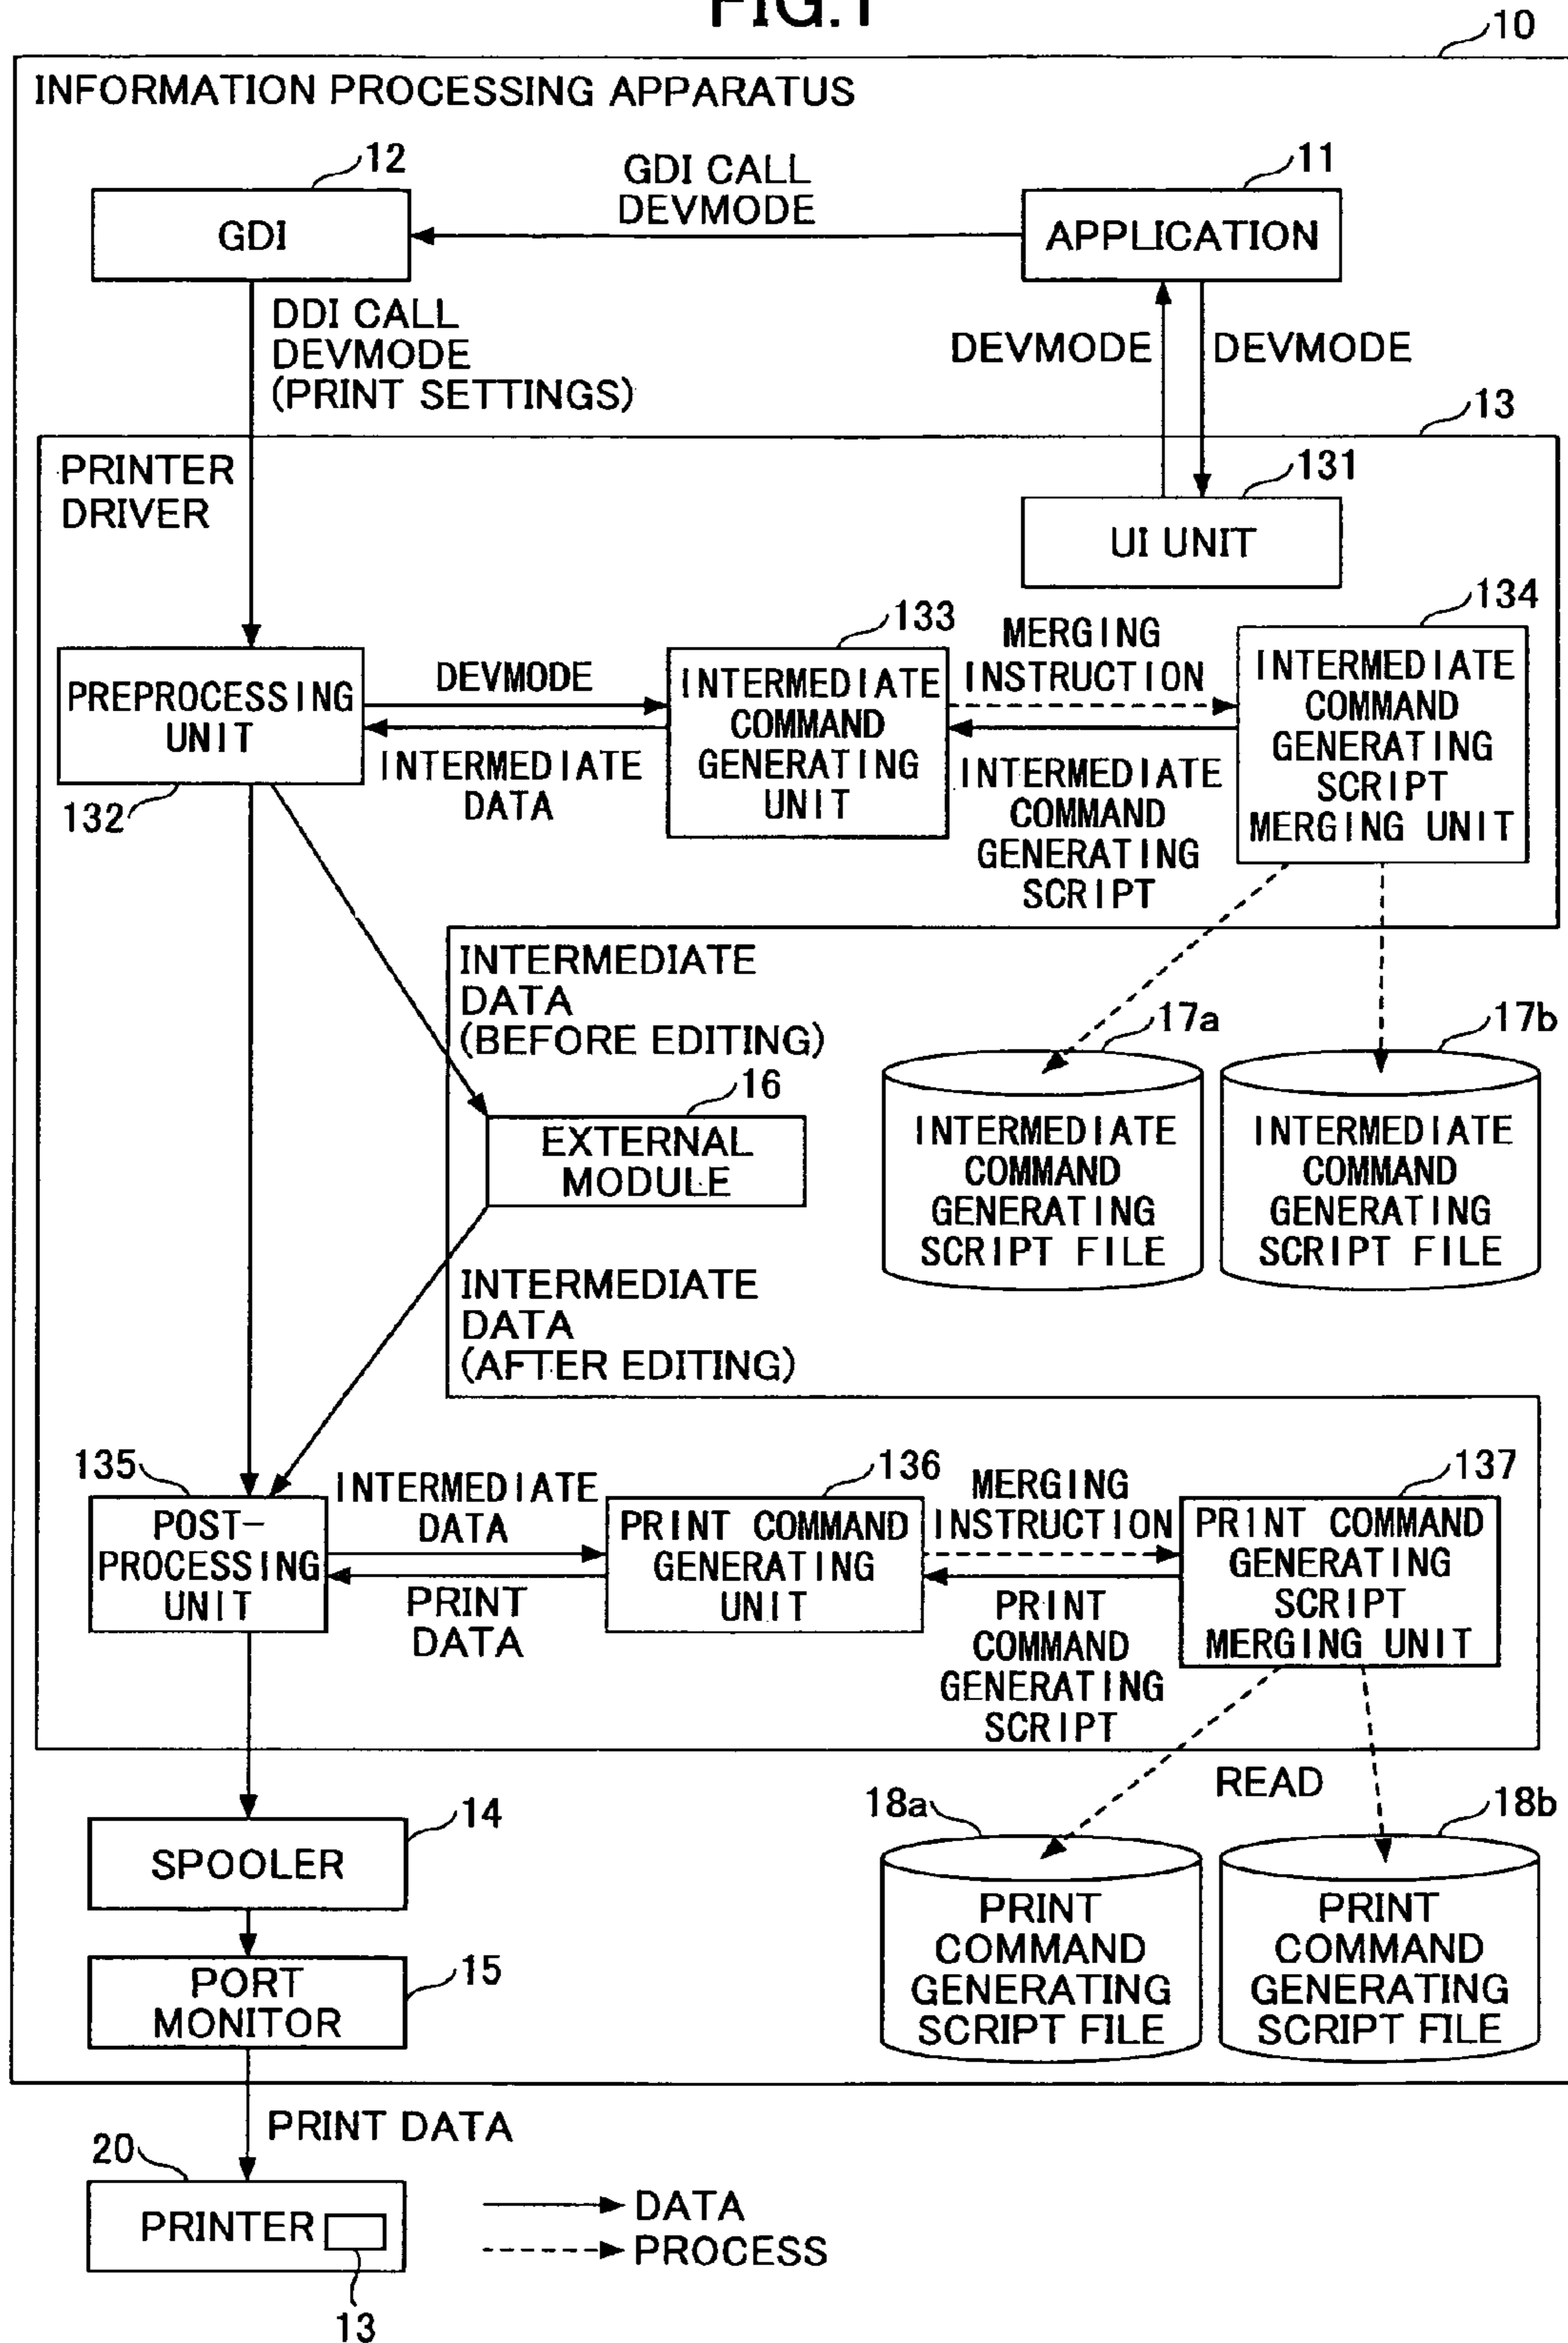 FIG.1
10
INFORMATION PROCESSING APPARATUS
12
GDI CALL
DEVMODE
11
GDI
APPLICATION
DDI CALL
DEVMODE
(PRINT SETTINGS)
DEVMODE
DEVMODE
13
PRINTER
DRIVER
131
UI UNIT
134
133
MERGING
INSTRUCTION
PREPROCESSING
UNIT
132
DEVMODE
INTERMEDIATE
DATA
INTERMEDIATE
COMMAND
GENERATING
UNIT
INTERMEDIATE
COMMAND
GENERATING
SCRIPT
INTERMEDIATE
COMMAND
GENERATING
SCRIPT
MERGING UNIT
INTERMEDIATE
DATA
(BEFORE EDITING)
16
EXTERNAL
MODULE
17a
INTERMEDIATE
COMMAND
GENERATING
SCRIPT FILE
17b
INTERMEDIATE
COMMAND
GENERATING
SCRIPT FILE
INTERMEDIATE
DATA
(AFTER EDITING)
135
POST-
PROCESSING
UNIT
INTERMEDIATE
DATA
PRINT
DATA
136
PRINT COMMAND
GENERATING
UNIT
MERGING
INSTRUCTION
PRINT
COMMAND
GENERATING
SCRIPT
137
PRINT COMMAND
GENERATING
SCRIPT
MERGING UNIT
READ
14
SPOOLER
15
PORT
MONITOR
18a
PRINT
COMMAND
GENERATING
SCRIPT FILE
18b
PRINT
COMMAND
GENERATING
SCRIPT FILE
PRINT DATA
20
PRINTER
13
DATA
PROCESS